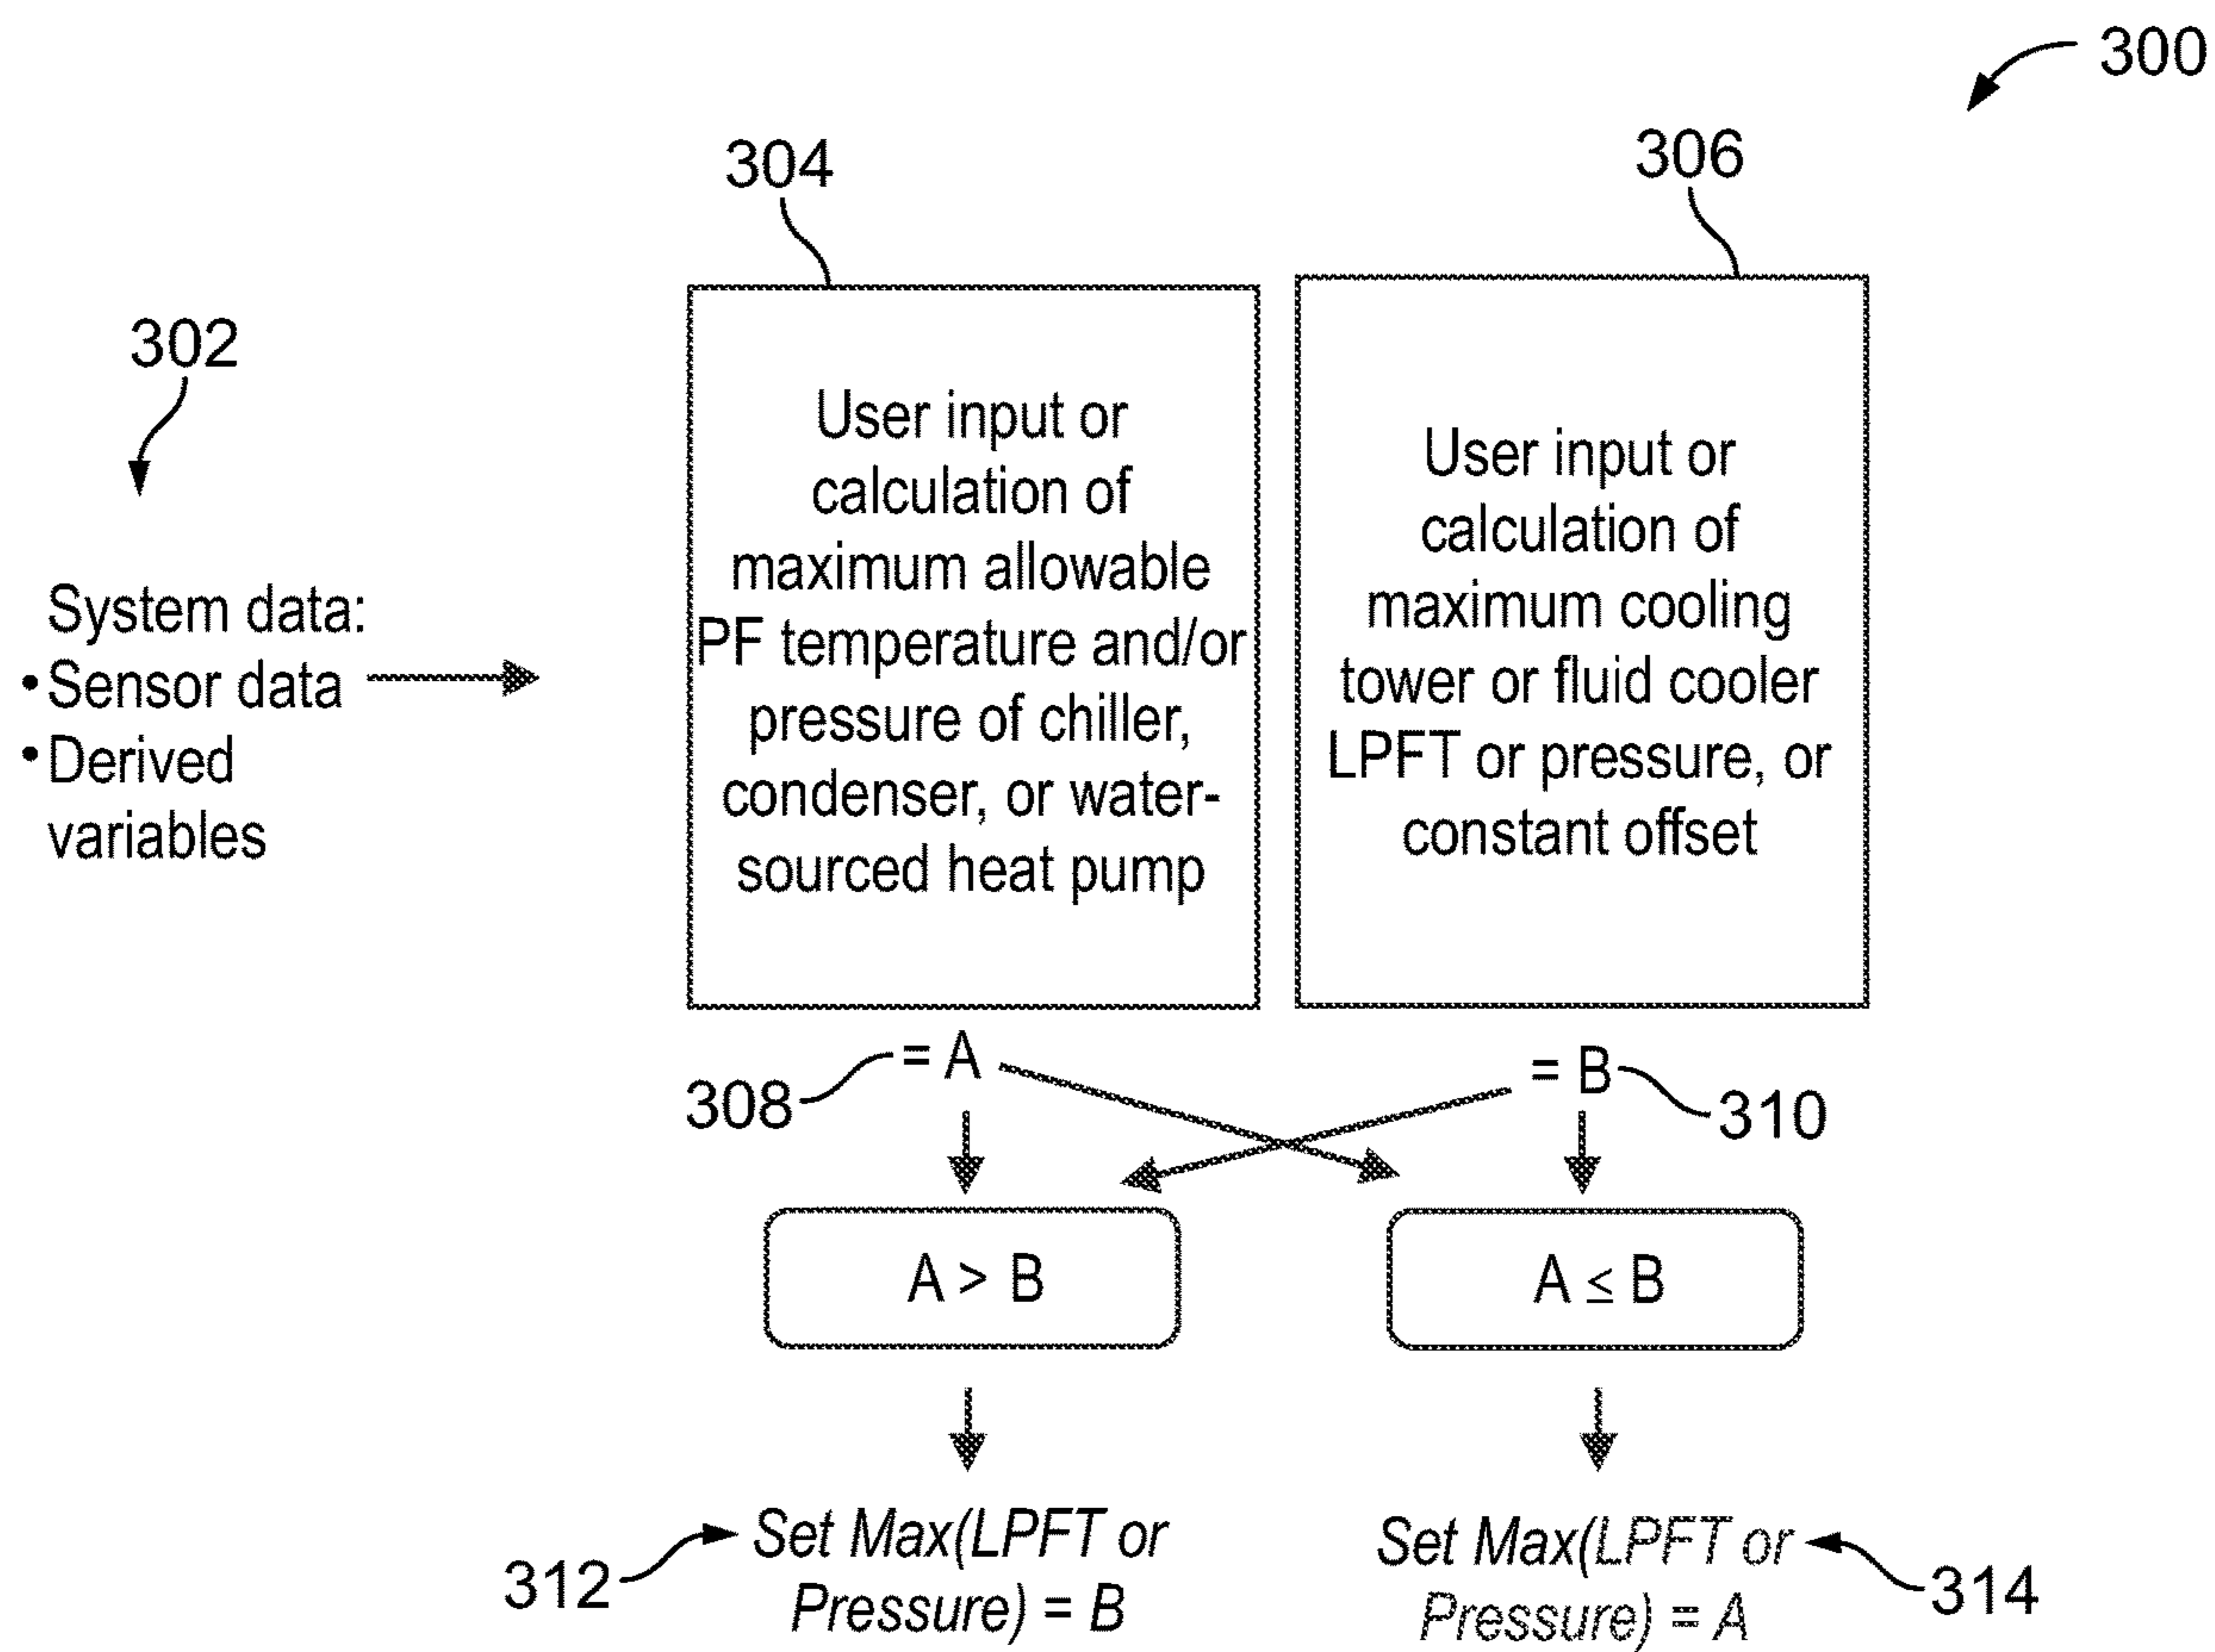 300
304
306
302
User input or
calculation of
maximum allowable
PF temperature and/or
pressure of chiller,
condenser, or water-
sourced heat pump
User input or
calculation of
maximum cooling
tower or fluid cooler
LPFT or pressure, or
constant offset
System data:
• Sensor data
• Derived
variables
= A
308
= B
310
A > B
A ≤ B
312
Set Max(LPFT or
Pressure) = B
Set Max(LPFT or
Pressure) = A
314